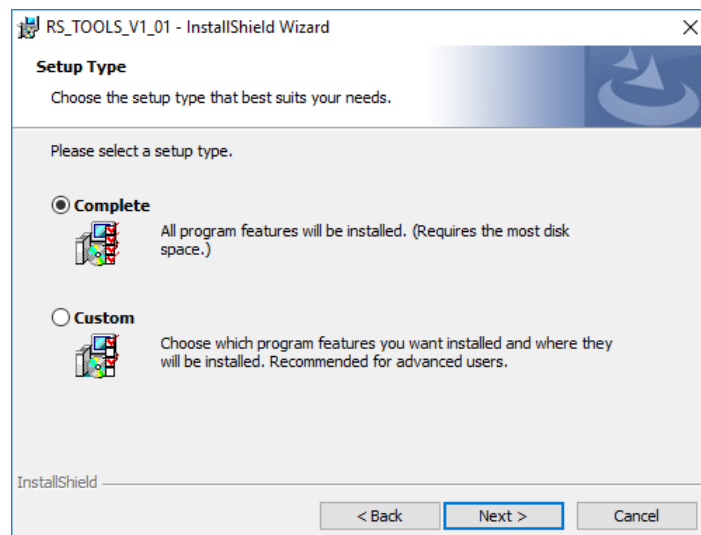 RS_TOOLS_V1_01 - InstallShield Wizard
Setup Type
Choose the setup type that best suits your needs.
Please select a setup type.
Complete
All program features will be installed. (Requires the most disk
space.)
Custom
Choose which program features you want installed and where they
will be installed. Recommended for advanced users.
InstallShield
< Back
Next >
Cancel